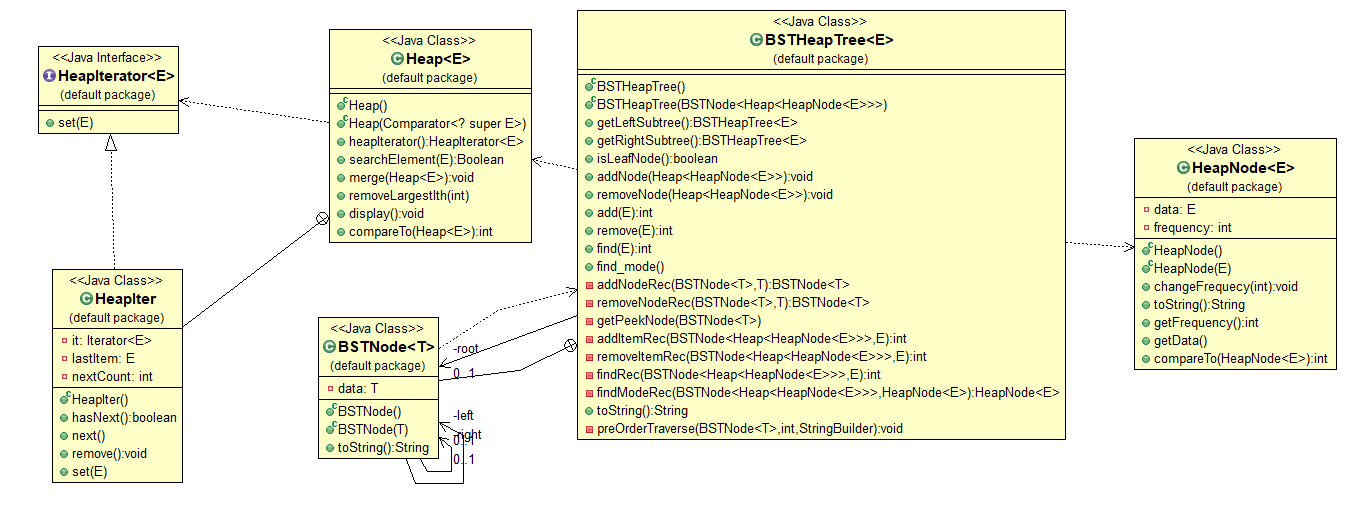 <<Java Interface>>
HeapIterator<E>
(default package)
set(E)
<<Java Class>>
HeapIter
(default package)
it: Iterator<E>
lastItem: E
nextCount: int
HeapIter()
hasNext():boolean
next()
remove():void
set(E)
<<Java Class>>
Heap<E>
(default package)
Heap()
Heap(Comparator<? super E>)
heapIterator():HeapIterator<E>
searchElement(E):Boolean
merge(Heap<E>):void
removeLargestIth(int)
display():void
compareTo(Heap<E>):int
<<Java Class>>
BSTNode<T>
(default package)
data: T
BSTNode()
BSTNode(T)
toString():String
-root
0..1
-left
-right
0..1
0..1
<<Java Class>>
BSTHeapTree<E>
(default package)
BSTHeapTree()
BSTHeapTree(BSTNode<Heap<HeapNode<E>>>)
getLeftSubtree():BSTHeapTree<E>
getRightSubtree():BSTHeapTree<E>
isLeafNode():boolean
addNode(Heap<HeapNode<E>>):void
removeNode(Heap<HeapNode<E>>):void
add(E):int
remove(E):int
find(E):int
find_mode()
addNodeRec(BSTNode<T>,T):BSTNode<T>
removeNodeRec(BSTNode<T>,T):BSTNode<T>
getPeekNode(BSTNode<T>)
addItemRec(BSTNode<Heap<HeapNode<E>>>,E):int
removeItemRec(BSTNode<Heap<HeapNode<E>>>,E):int
findRec(BSTNode<Heap<HeapNode<E>>>,E):int
findModeRec(BSTNode<Heap<HeapNode<E>>>,HeapNode<E>):HeapNode<E>
toString():String
preOrderTraverse(BSTNode<T>,int,StringBuilder):void
<<Java Class>>
HeapNode<E>
(default package)
data: E
frequency: int
HeapNode()
HeapNode(E)
changeFrequecy(int):void
toString():String
getFrequency():int
getData()
compareTo(HeapNode<E>):int